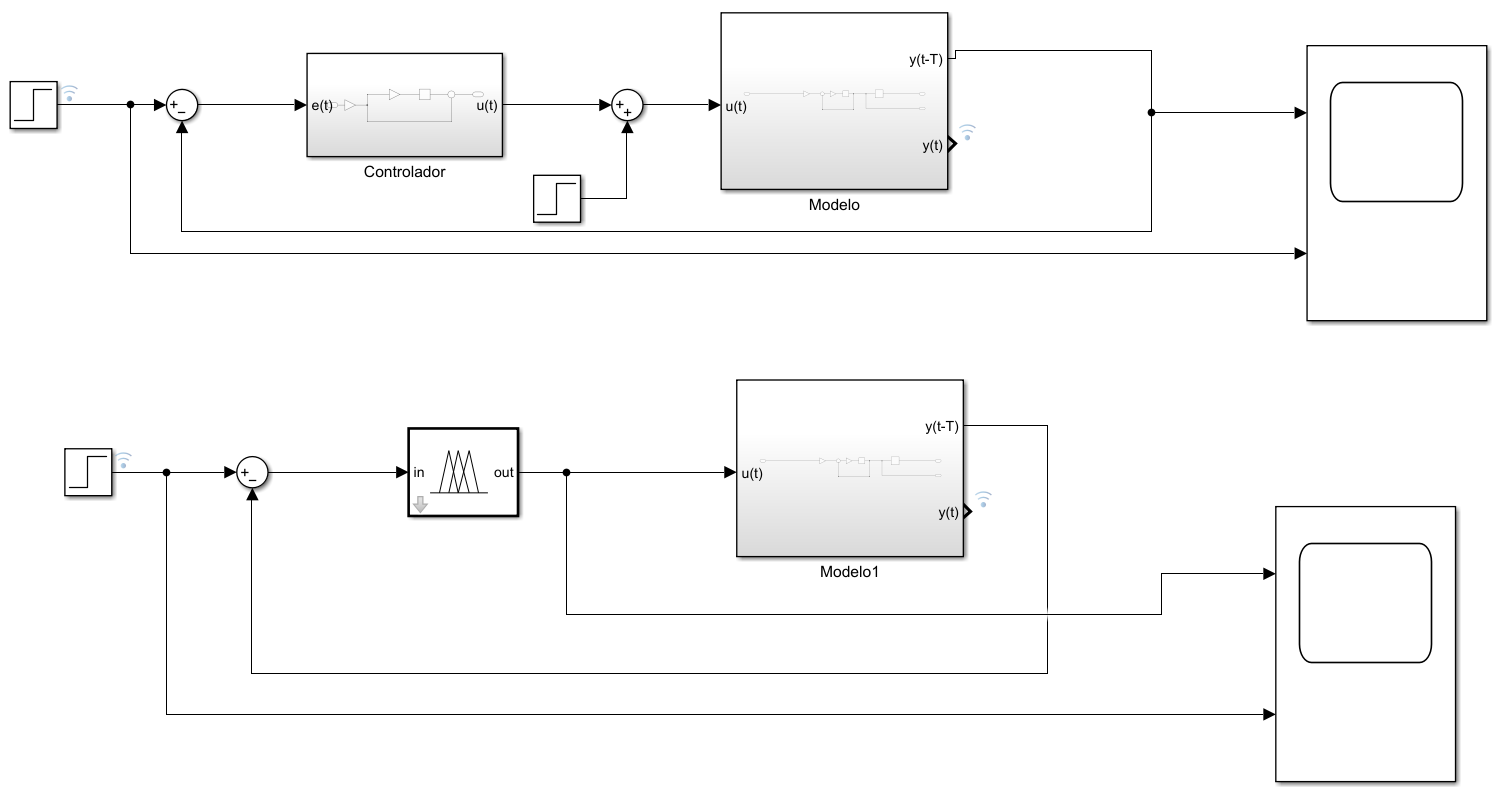 y(t-T)
e(t)
u(t)
u(t)
y(t)
Controlador
Modelo
y(t-T)
in
out
u(t)
y(t)
Modelo1